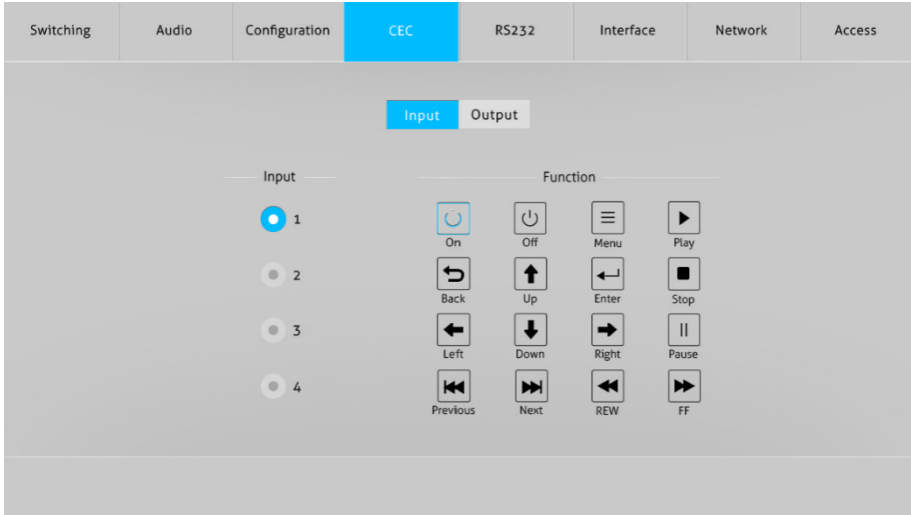 Switching Audio Configuration CEC RS232 Interface Network Access
Input Output
Input Function
1
On Off Menu Play
2
Back Up Enter Stop
3
Left Down Right Pause
4
Previous Next REW FF